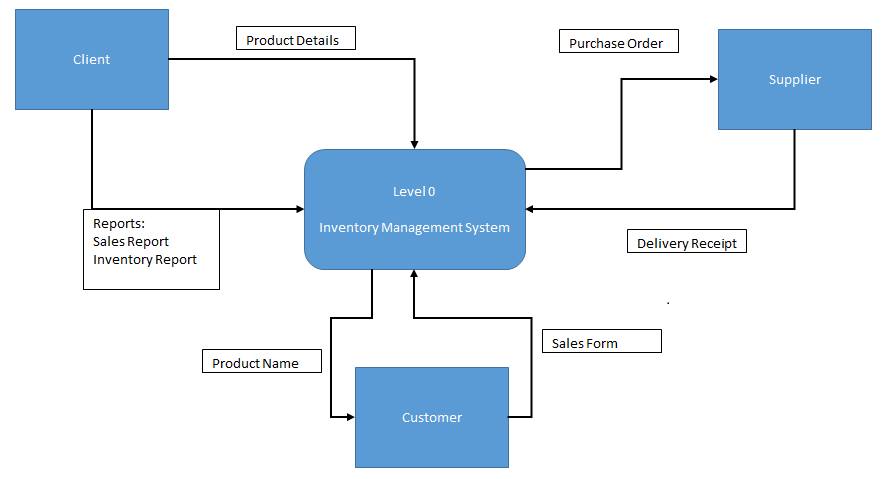 Client
Product Details
Purchase Order
Supplier
Level 0
Inventory Management System
Reports:
Sales Report
Inventory Report
Delivery Receipt
Product Name
Sales Form
Customer
.